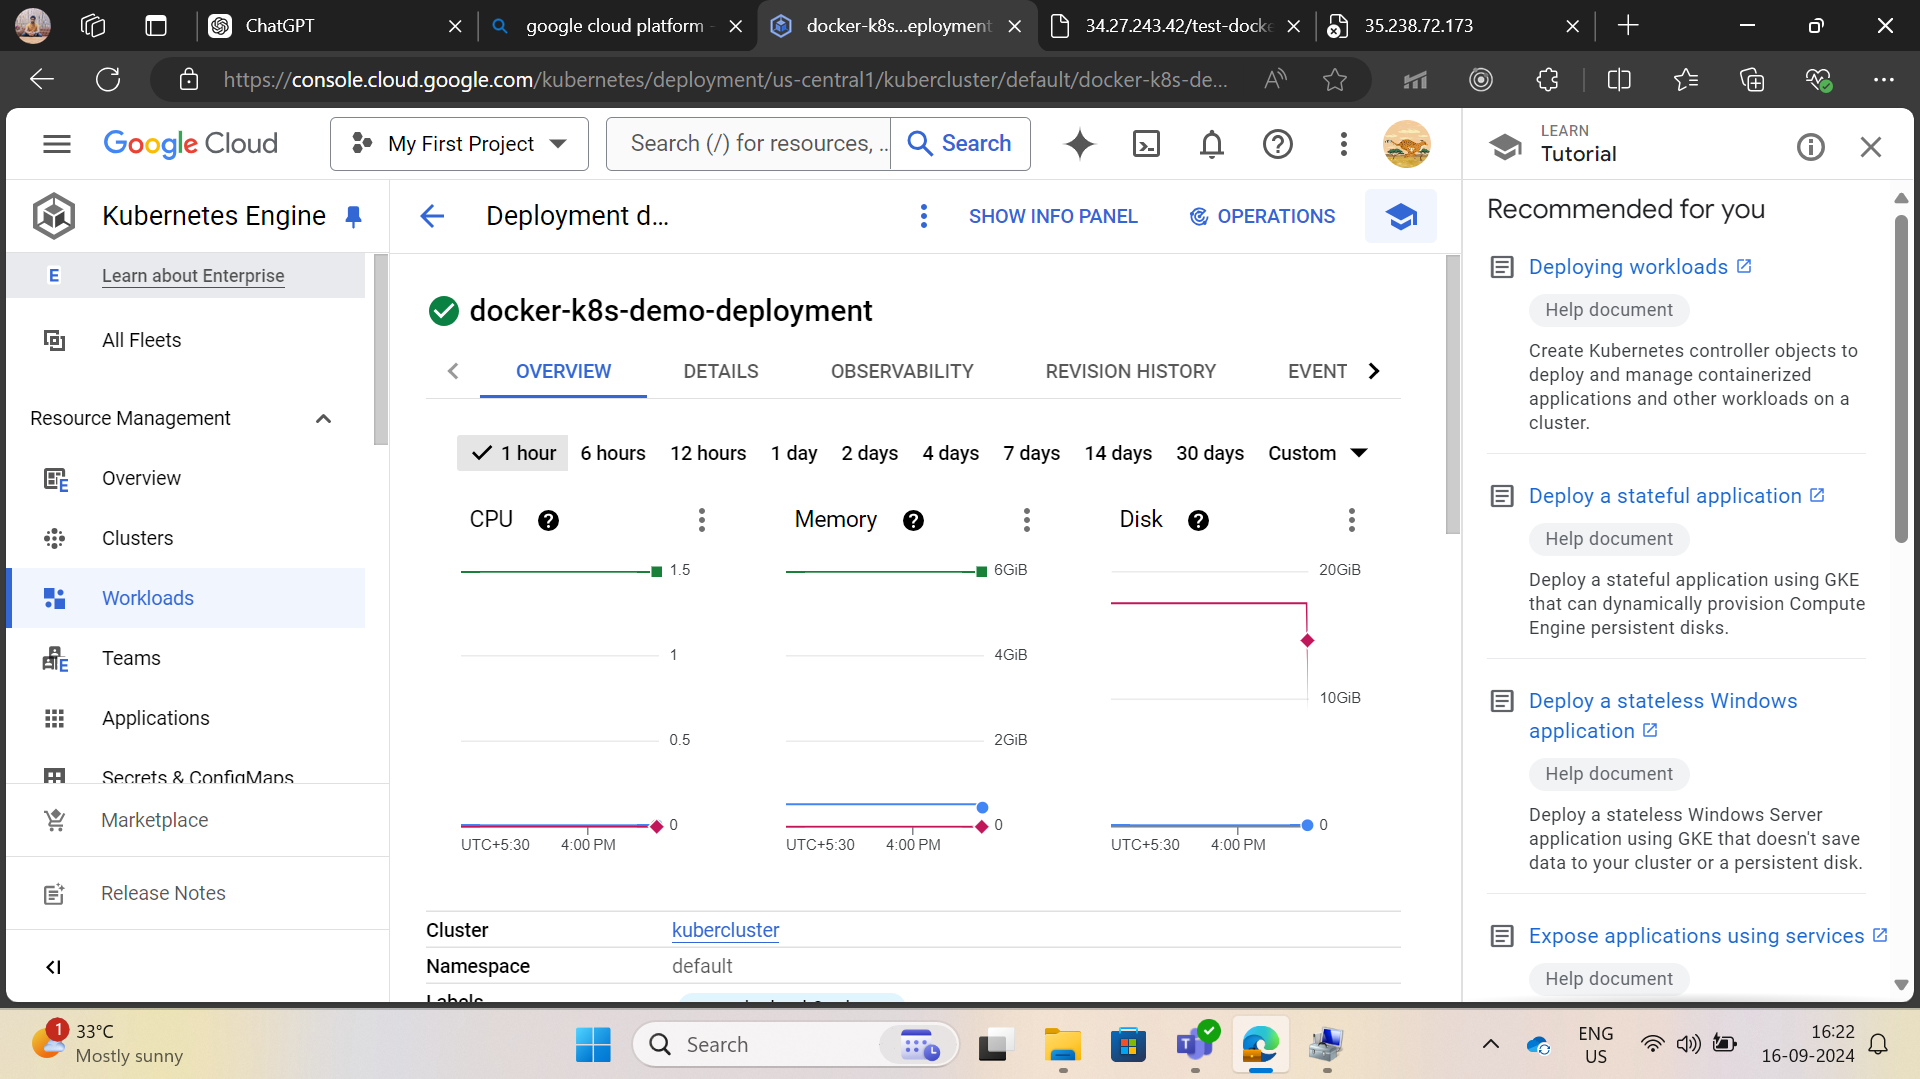 ChatGPT
google cloud platform -
docker-k8s...eployment
34.27.243.42/test-docke
35.238.72.173
https://console.cloud.google.com/kubernetes/deployment/us-central1/kubercluster/default/docker-k8s-de...
Google Cloud
My First Project
Search (/) for resources, ...
Search
LEARN
Tutorial
Kubernetes Engine
Deployment d...
SHOW INFO PANEL
OPERATIONS
Recommended for you
E Learn about Enterprise
All Fleets
Resource Management
Overview
Clusters
Workloads
Teams
Applications
Secrets & ConfigMaps
Marketplace
Release Notes
docker-k8s-demo-deployment
OVERVIEW
DETAILS
OBSERVABILITY
REVISION HISTORY
EVENT
1 hour
6 hours
12 hours
1 day
2 days
4 days
7 days
14 days
30 days
Custom
CPU
1.5
1
0.5
0
UTC+5:30
4:00 PM
Memory
6GiB
4GiB
2GiB
0
UTC+5:30
4:00 PM
Disk
20GiB
10GiB
0
UTC+5:30
4:00 PM
Cluster kubercluster
Namespace default
Labels
Deploying workloads
Help document
Create Kubernetes controller objects to
deploy and manage containerized
applications and other workloads on a
cluster.
Deploy a stateful application
Help document
Deploy a stateful application using GKE
that can dynamically provision Compute
Engine persistent disks.
Deploy a stateless Windows
application
Help document
Deploy a stateless Windows Server
application using GKE that doesn't save
data to your cluster or a persistent disk.
Expose applications using services
Help document
1
33°C
Mostly sunny
Search
ENG
US
16:22
16-09-2024